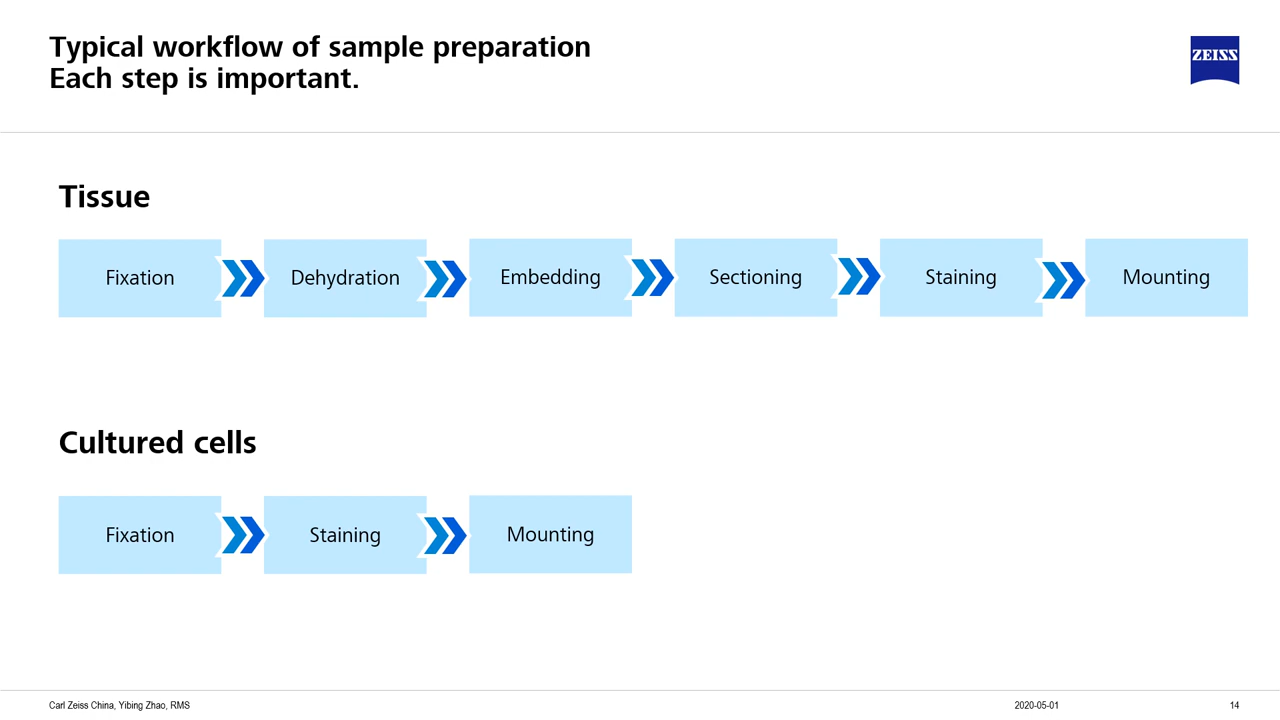 Typical workflow of sample preparation
Each step is important.
ZEISS
Tissue
Fixation
Dehydration
Embedding
Sectioning
Staining
Mounting
Cultured cells
Fixation
Staining
Mounting
Carl Zeiss China, Yibing Zhao, RMS
2020-05-01
14